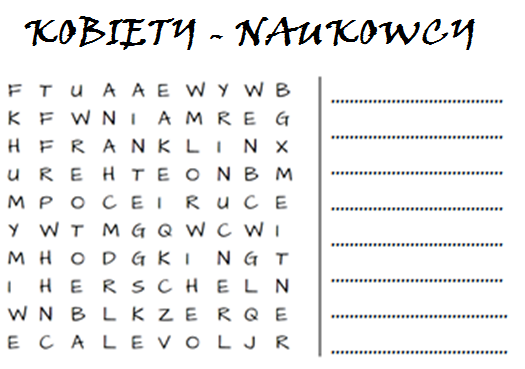 KOBIETY - NAUKOWCY
F T U A A E W Y W B
K F W N I A M R E G
H F R A N K L I N X
U R E H T E O N B M
M P O C E I R U C E
Y W T M G Q W C W I
M H O D G K I N G T
I H E R S C H E L N
W N B L K Z E R Q E
E C A L E V O L J R